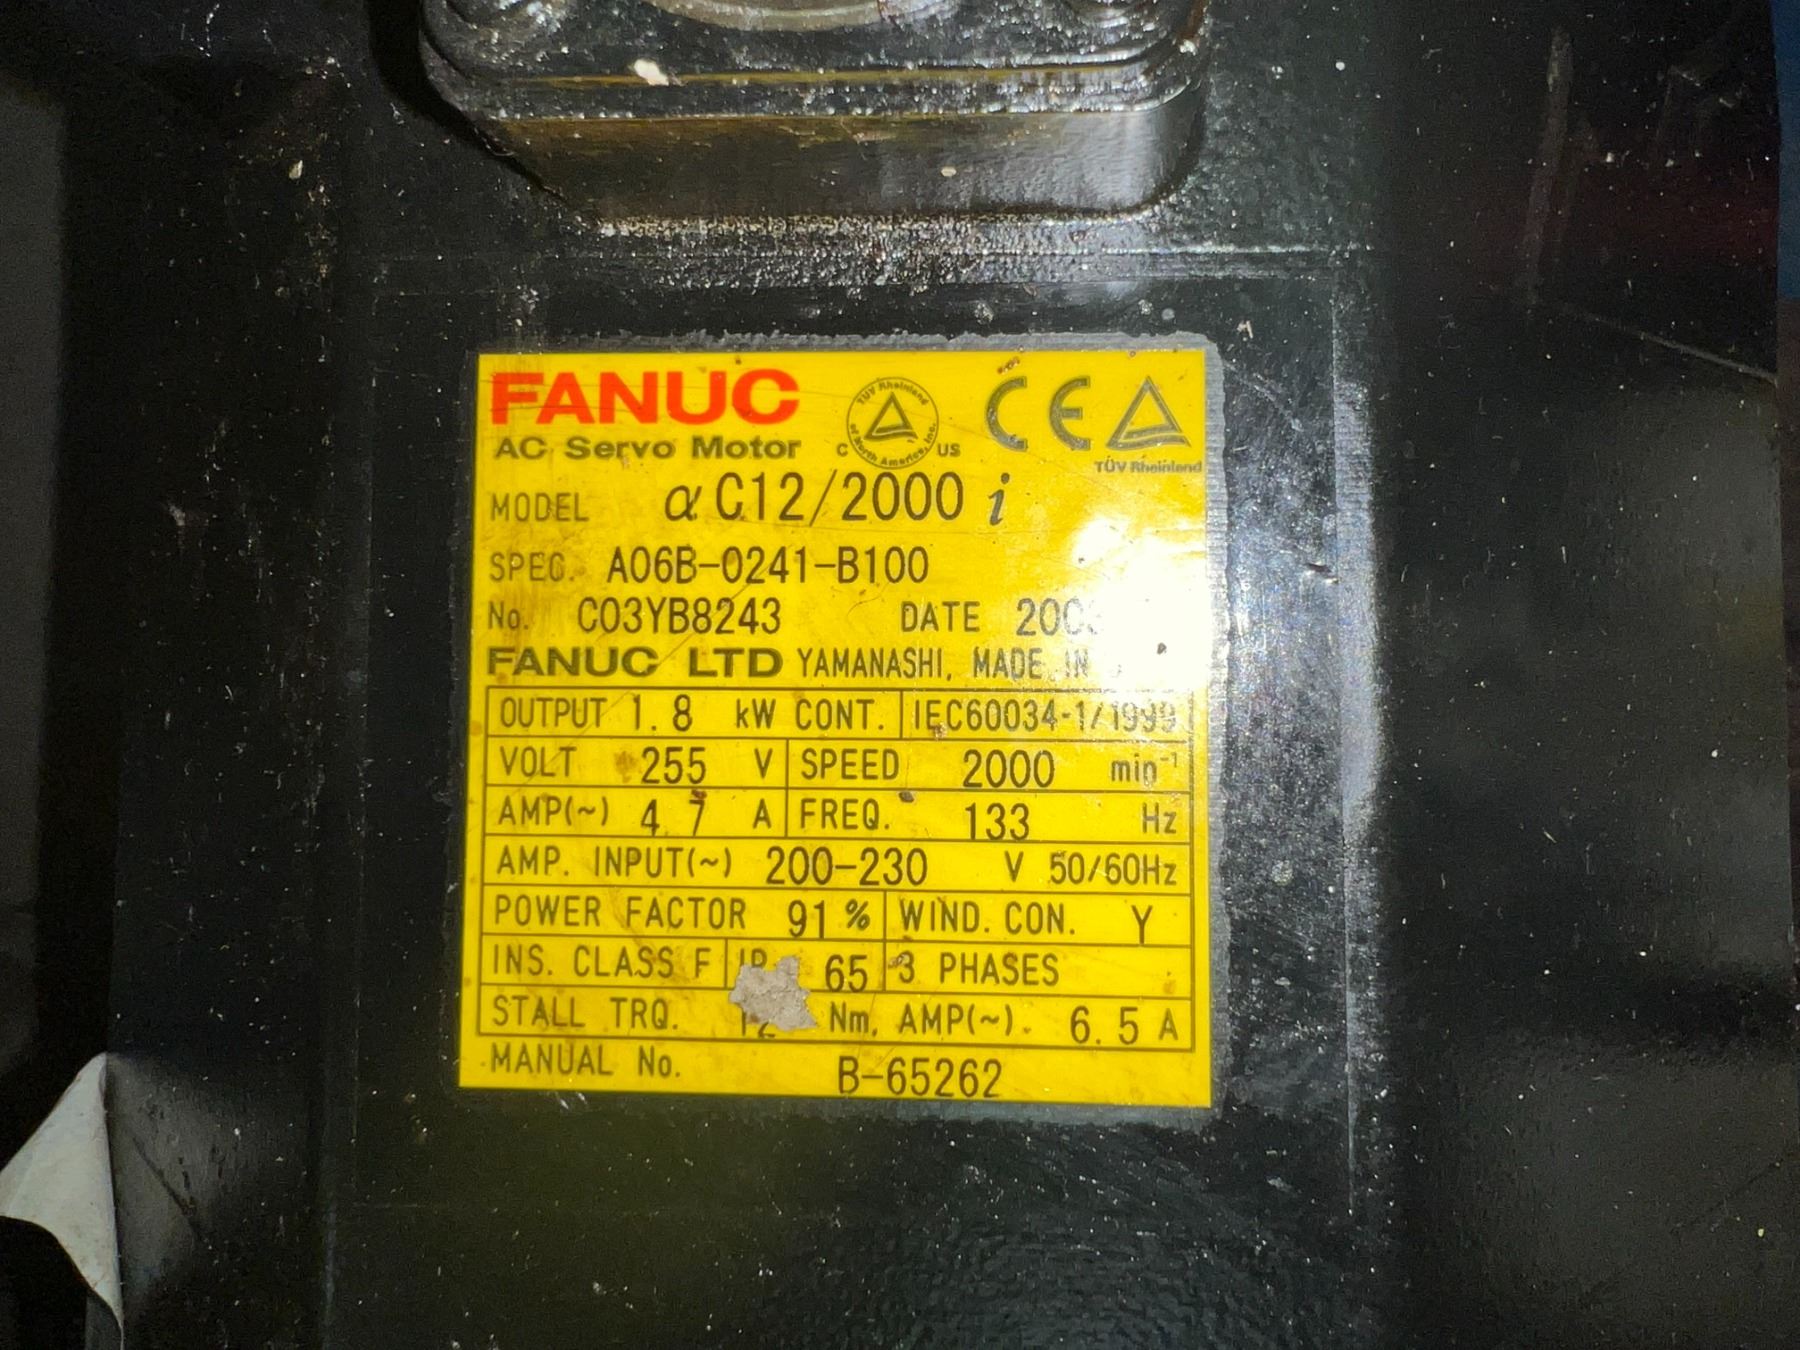 FANUC
AC Servo Motor
TÜV Rheinland of North America, Inc.
C US
CE
TÜV Rheinland
MODEL α C12/2000 i
SPEC. A06B-0241-B100
No. C03YB8243 DATE
FANUC LTD YAMANASHI, MADE IN
OUTPUT 1.8 kW CONT. IEC60034-1/1999
VOLT 255 V SPEED 2000 min⁻¹
AMP(~) 4.7 A FREQ. 133 Hz
AMP. INPUT(~) 200-230 V 50/60Hz
POWER FACTOR 91 % WIND. CON. Y
INS. CLASS F IP 65 3 PHASES
STALL TRQ. 12 Nm, AMP(~). 6.5 A
MANUAL No. B-65262